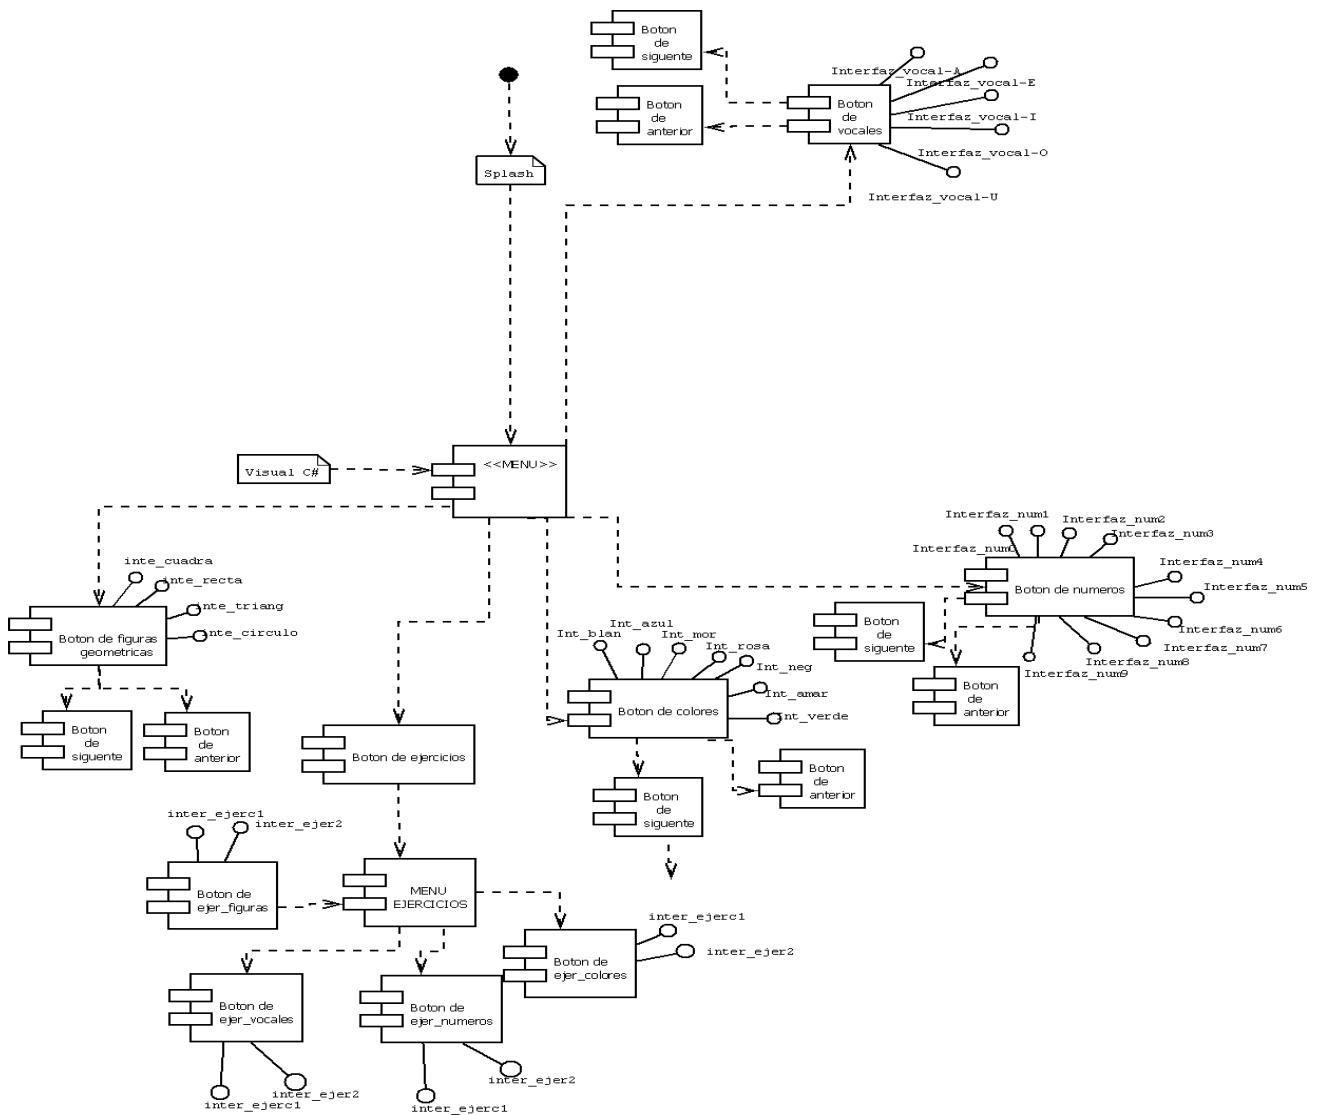 Boton
de
siguente
Boton
de
anterior
Interfaz_vocal-A
Interfaz_vocal-E
Boton
de
vocales
Interfaz_vocal-I
Interfaz_vocal-O
Interfaz_vocal-U
Splash
<<MENU>>
Visual C#
Interfaz_num1
Interfaz_num2
Interfaz_num3
Interfaz_num0
Interfaz_num4
Interfaz_num5
Boton de numeros
Interfaz_num6
Interfaz_num7
Interfaz_num8
Interfaz_num9
Boton
de
siguente
Boton
de
anterior
inte_cuadra
inte_recta
inte_triang
inte_circulo
Boton de figuras
geometricas
Boton
de
siguente
Boton
de
anterior
Int_blan
Int_azul
Int_mor
Int_rosa
Int_neg
Int_amar
Int_verde
Boton de colores
Boton
de
siguente
Boton
de
anterior
Boton de ejercicios
inter_ejerc1
inter_ejer2
Boton de
ejer_figuras
MENU
EJERCICIOS
inter_ejerc1
inter_ejer2
Boton de
ejer_colores
Boton de
ejer_vocales
inter_ejer2
inter_ejerc1
Boton de
ejer_numeros
inter_ejer2
inter_ejerc1